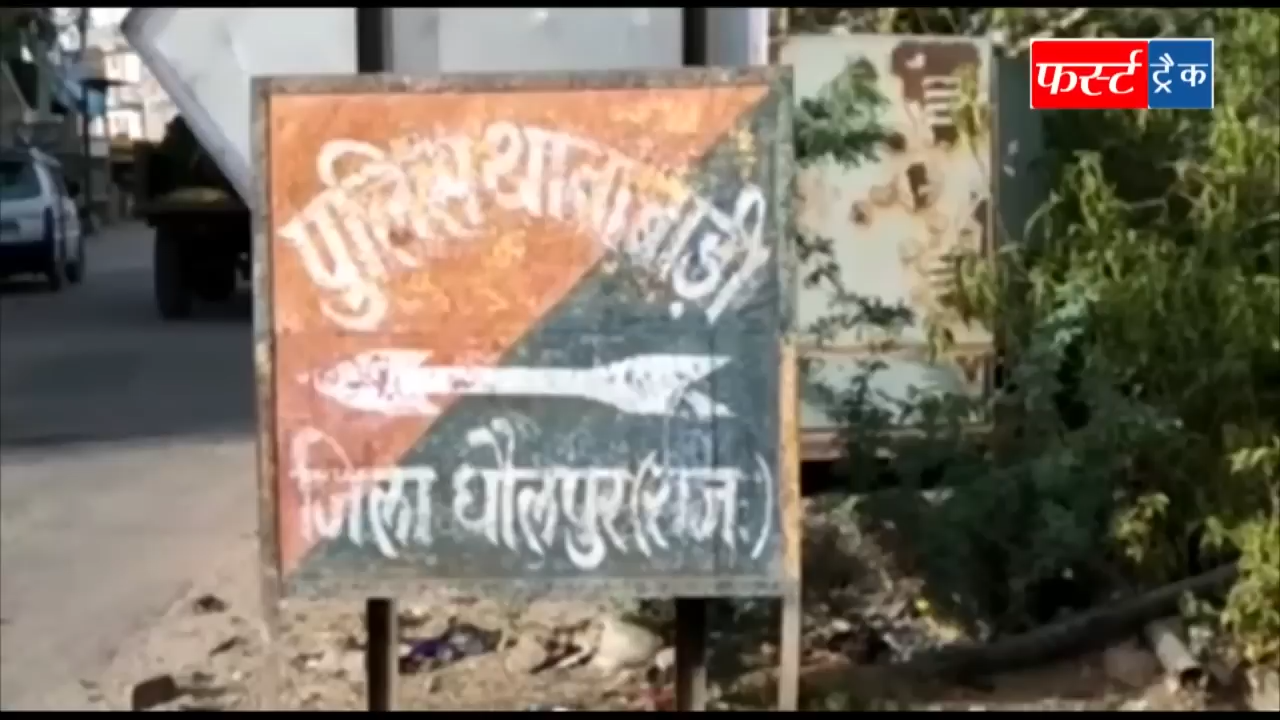 फर्स्ट ट्रैक
पुलिस थाना बाड़ी
जिला धौलपुर (राज.)